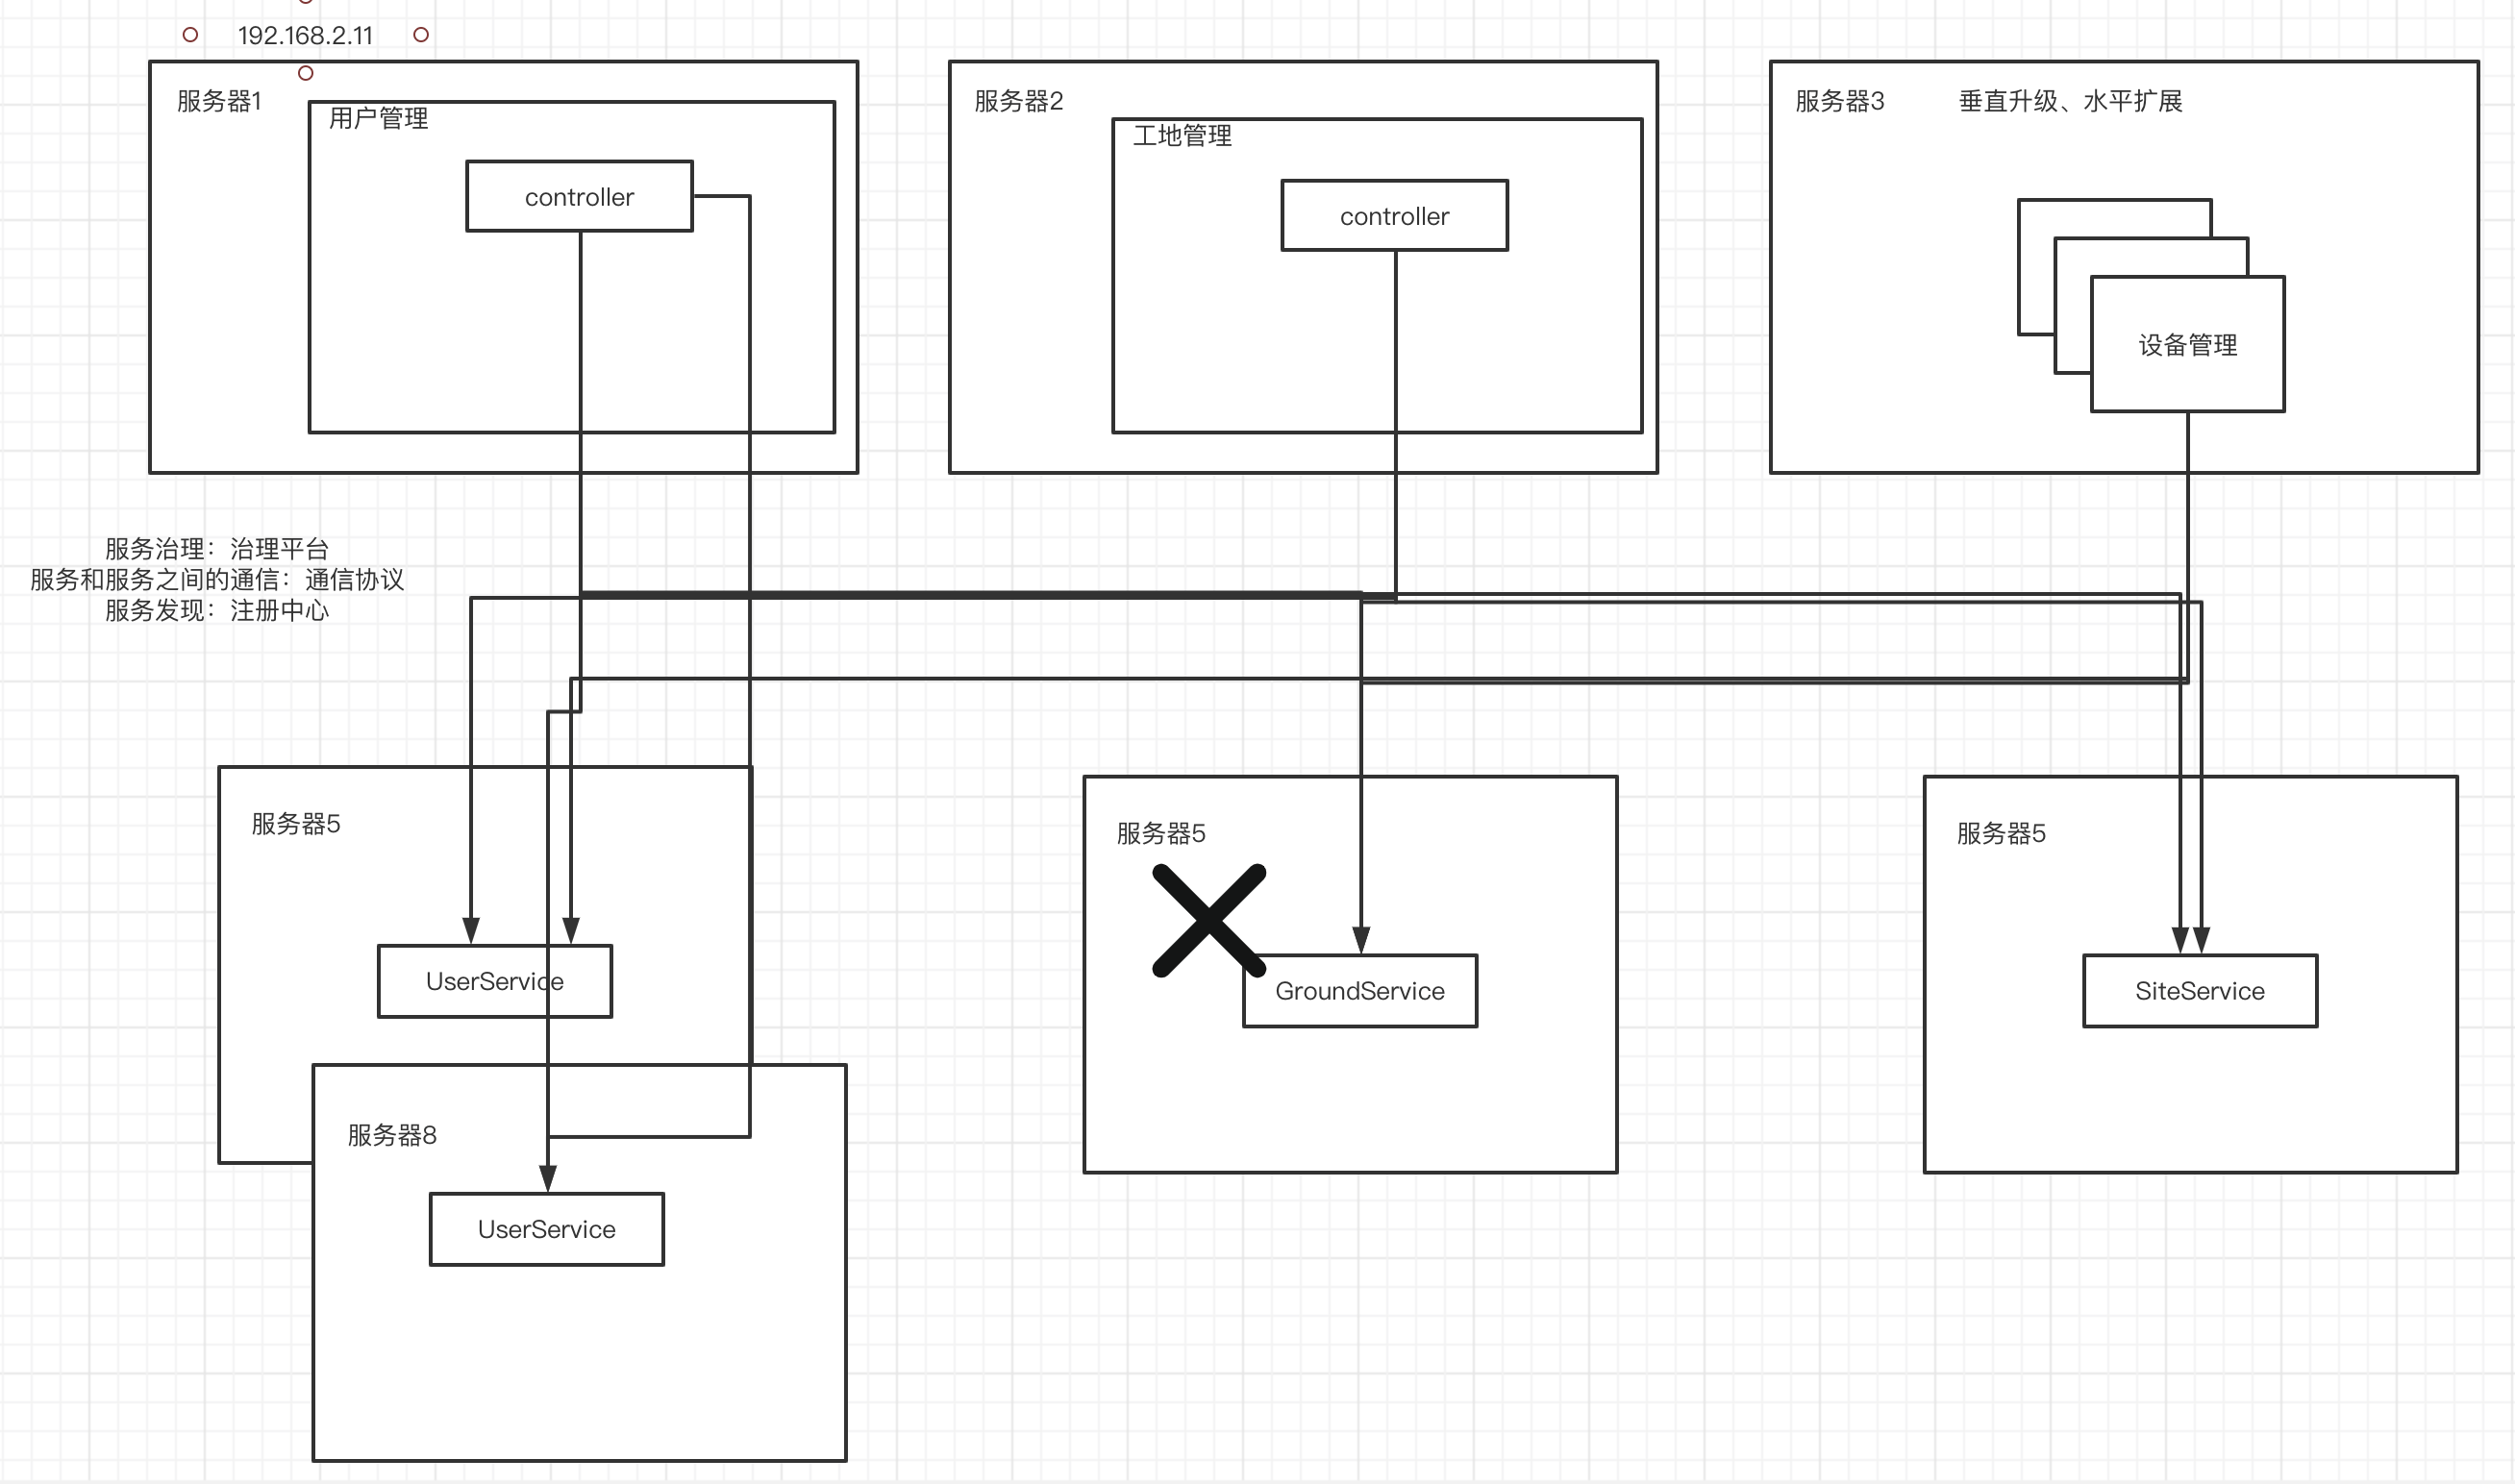 192.168.2.11
服务器1
用户管理
controller
服务器2
工地管理
controller
服务器3
垂直升级、水平扩展
设备管理
服务治理：治理平台
服务和服务之间的通信：通信协议
服务发现：注册中心
服务器5
UserService
服务器5
GroundService
服务器5
SiteService
服务器8
UserService